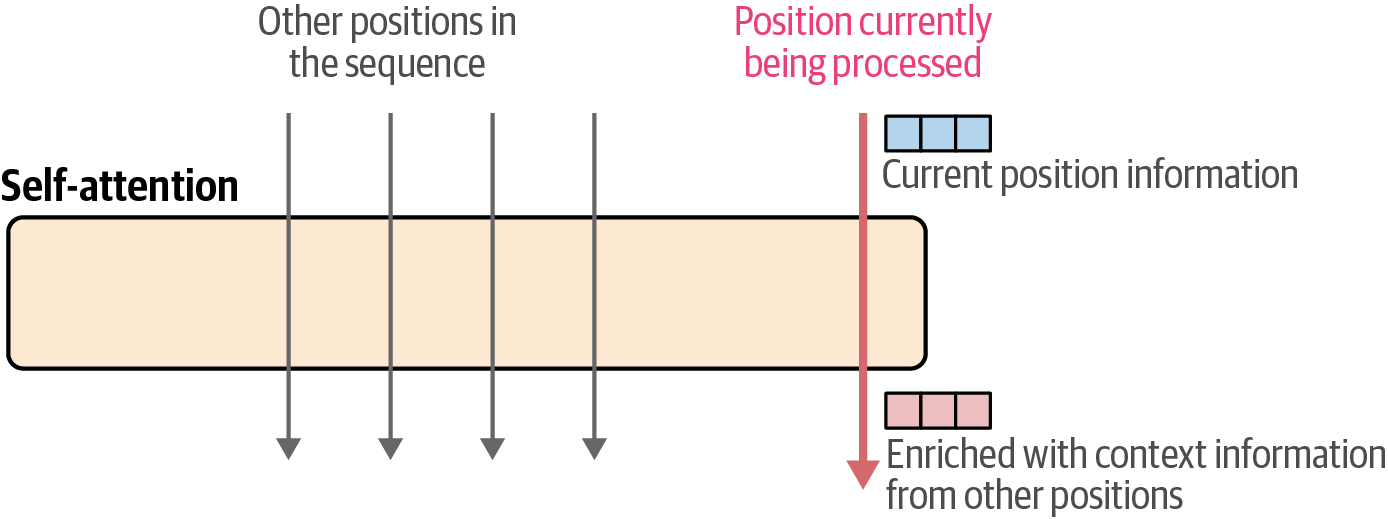 Other positions in
the sequence
Position currently
being processed
Current position information
Self-attention
Enriched with context information
from other positions